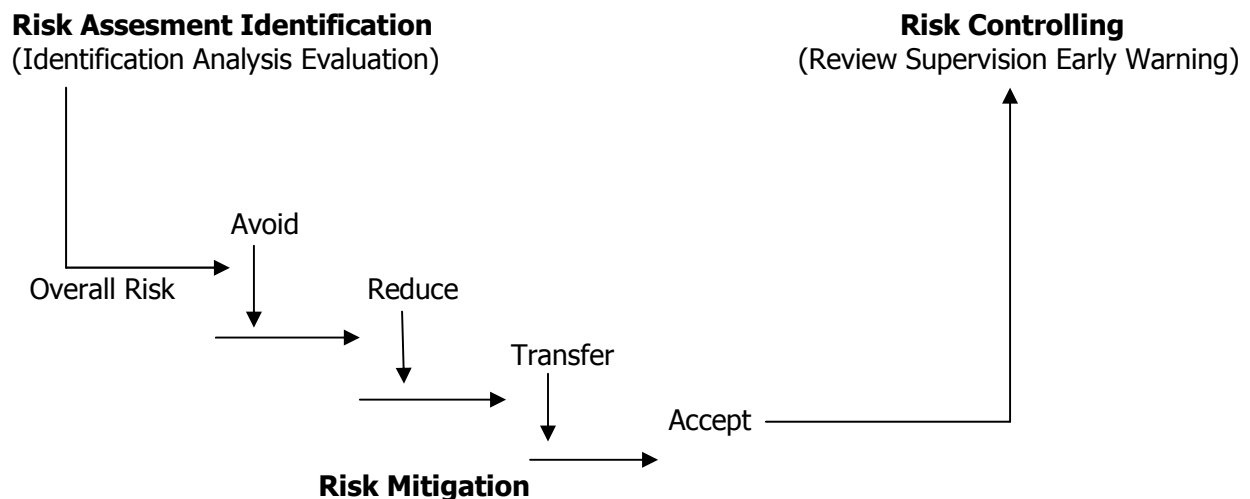 Risk Assesment Identification
(Identification Analysis Evaluation)
Risk Controlling
(Review Supervision Early Warning)
Avoid
Overall Risk
Reduce
Transfer
Accept
Risk Mitigation